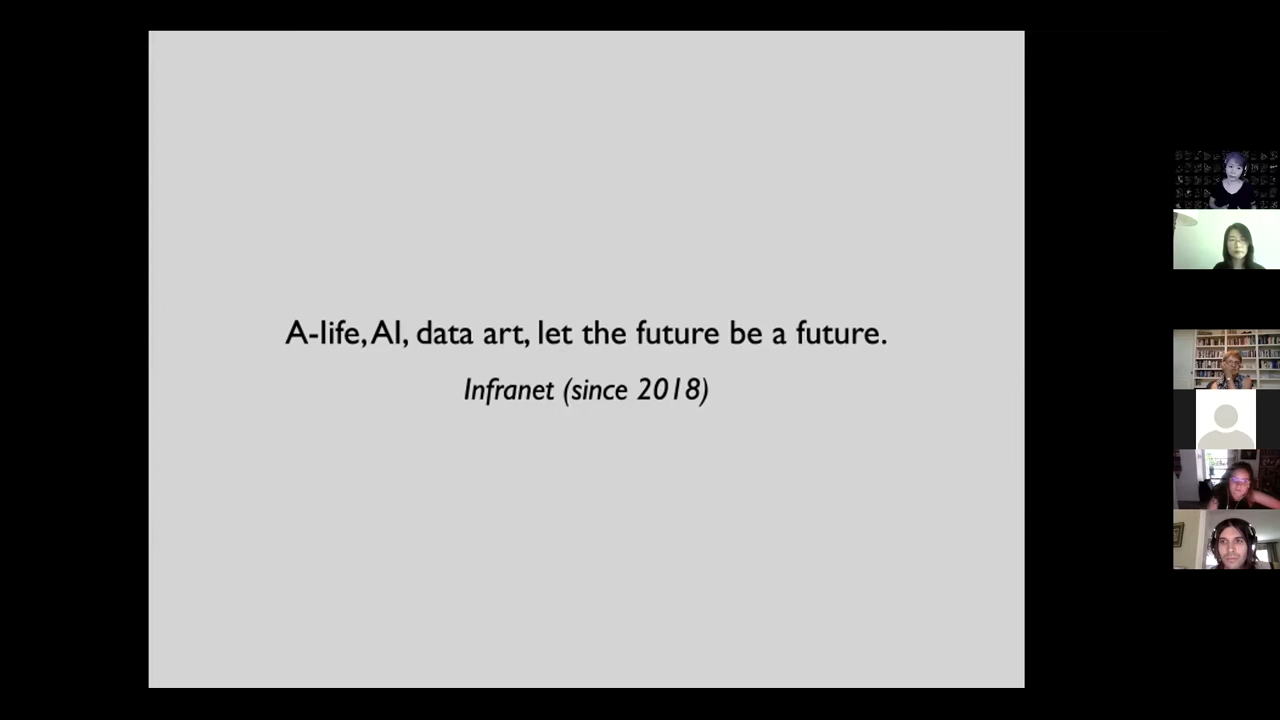 A-life, AI, data art, let the future be a future.
Infranet (since 2018)